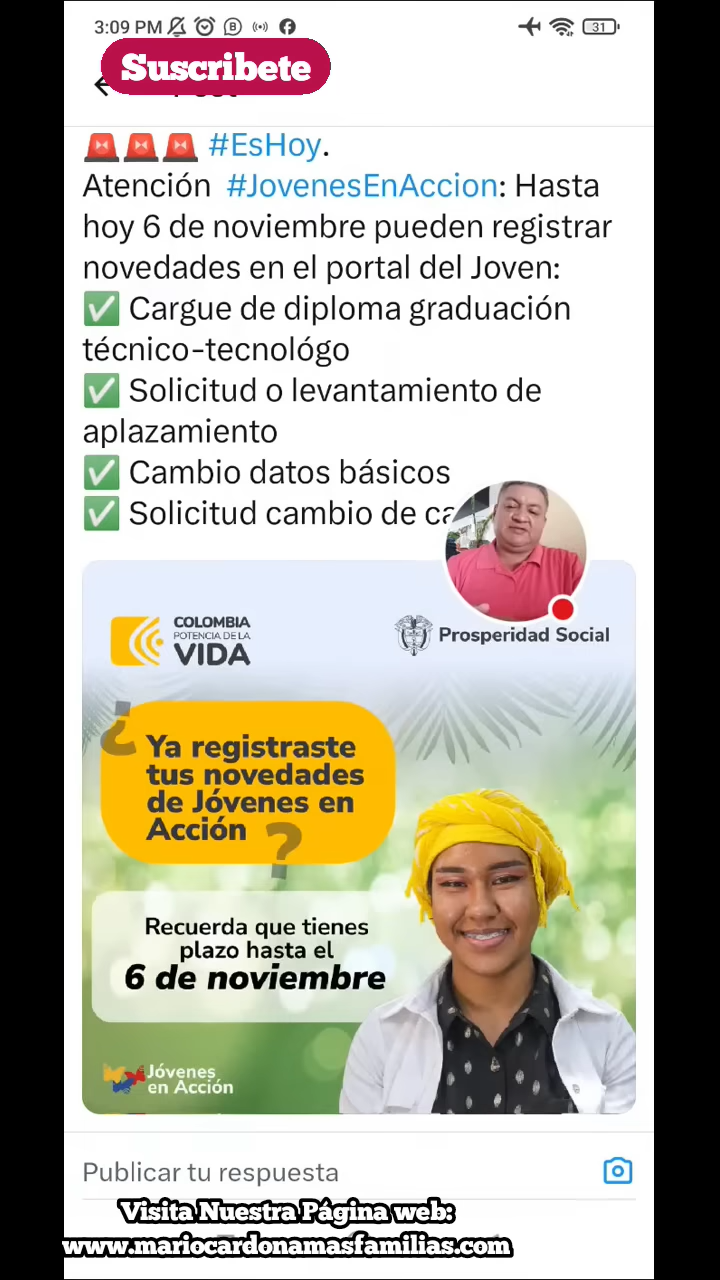 3:09 PM
31
Suscribete
#EsHoy.
Atención #JovenesEnAccion: Hasta
hoy 6 de noviembre pueden registrar
novedades en el portal del Joven:
✅ Cargue de diploma graduación
técnico-tecnológo
✅ Solicitud o levantamiento de
aplazamiento
✅ Cambio datos básicos
✅ Solicitud cambio de
COLOMBIA
POTENCIA DE LA
VIDA
Prosperidad Social
¿Ya registraste
tus novedades
de Jóvenes en
Acción?
Recuerda que tienes
plazo hasta el
6 de noviembre
Jóvenes
en Acción
Publicar tu respuesta
Visita Nuestra Página web:
www.mariocardonamasfamilias.com